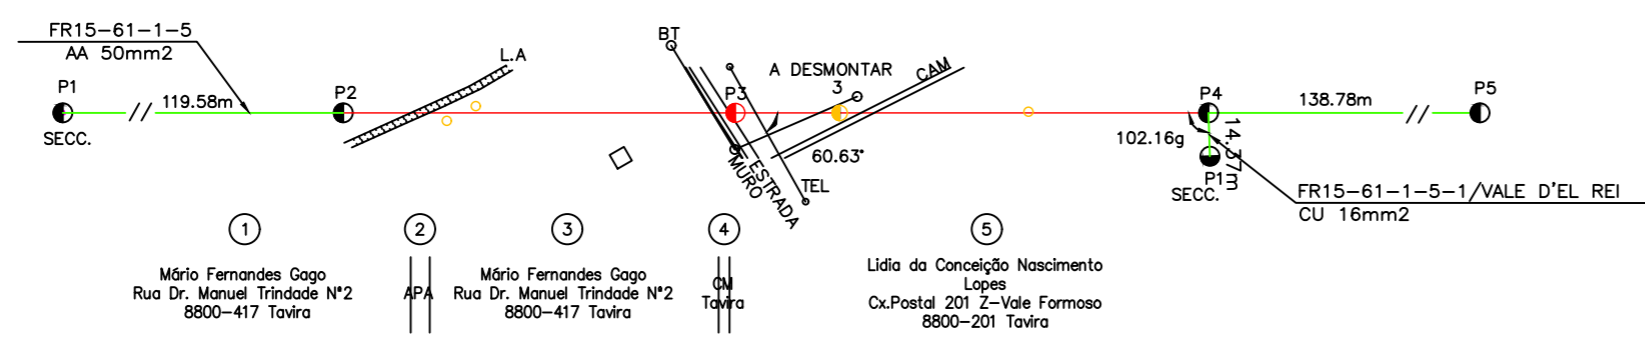 FR15-61-1-5
AA 50mm2
P1
SECC.
119.58m
P2
L.A
BT
P3
A DESMONTAR
3
CAM
MURO
ESTRADA
TEL
60.63°
P4
102.16g
14.37m
P1
SECC.
138.78m
P5
FR15-61-1-5-1/VALE D'EL REI
CU 16mm2
1
Mário Fernandes Gago
Rua Dr. Manuel Trindade Nº2
8800-417 Tavira
2
APA
3
Mário Fernandes Gago
Rua Dr. Manuel Trindade Nº2
8800-417 Tavira
4
CM
Tavira
5
Lidia da Conceição Nascimento
Lopes
Cx.Postal 201 Z-Vale Formoso
8800-201 Tavira